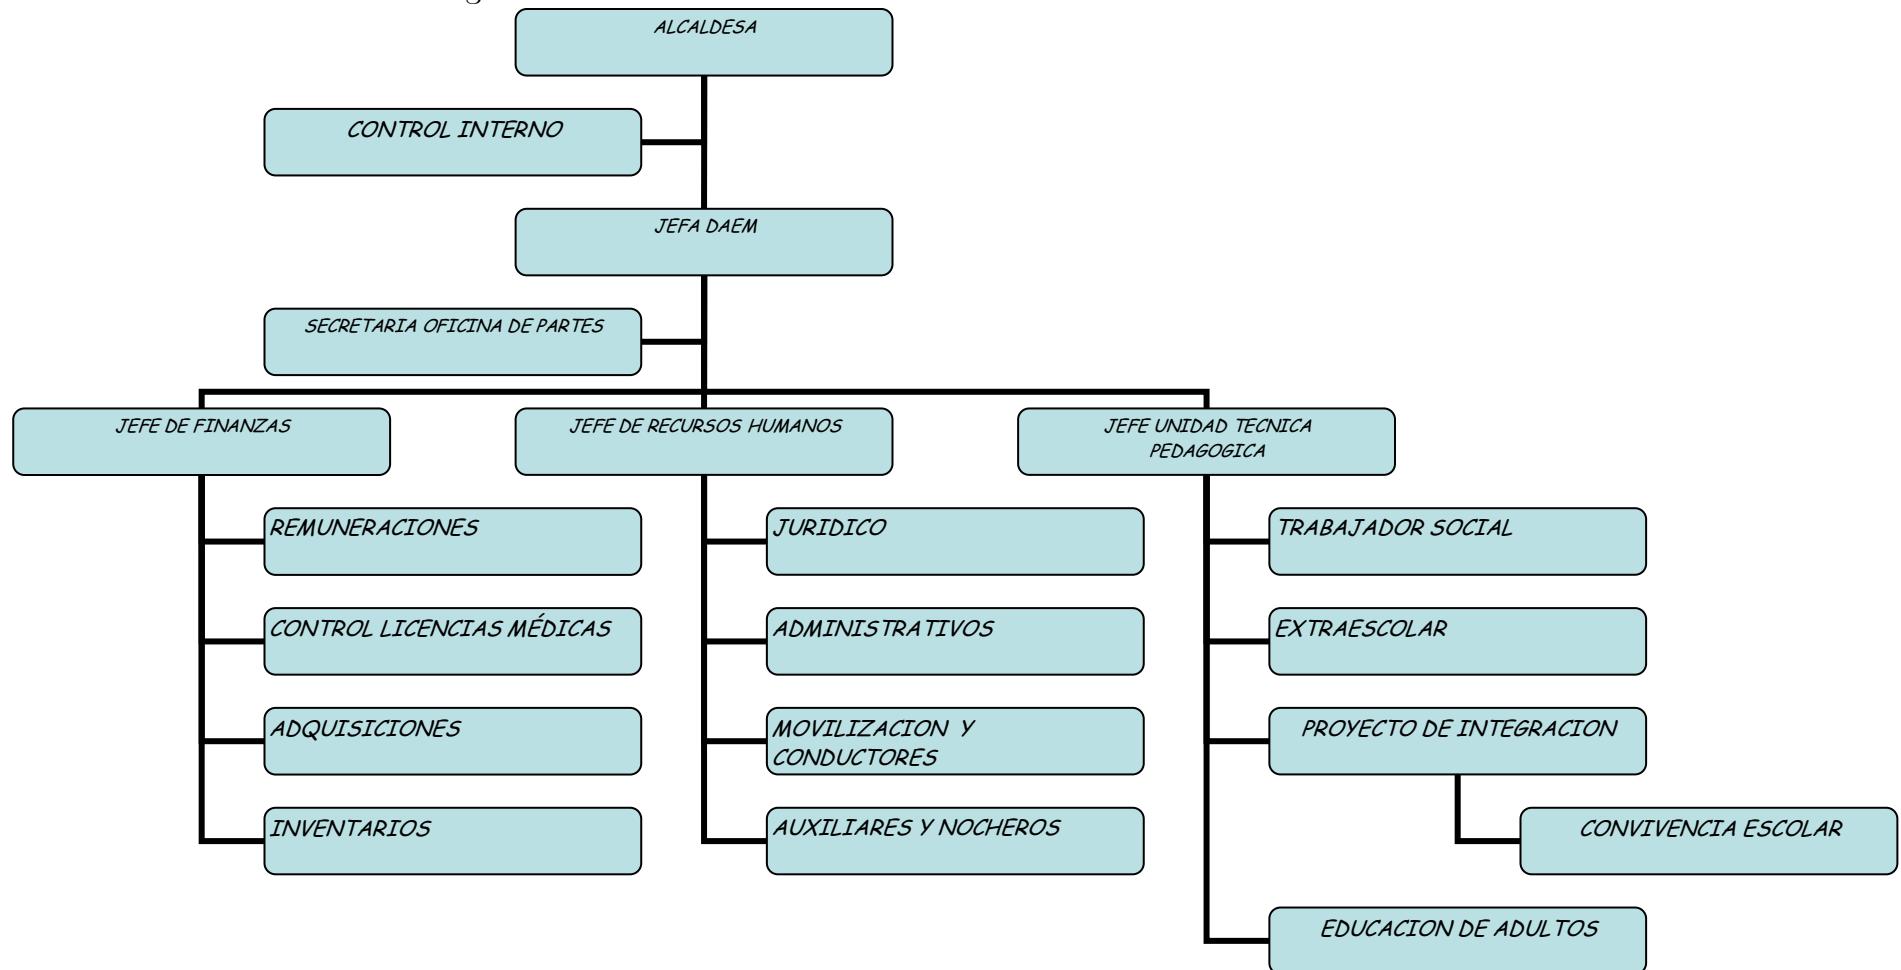 ALCALDESA
CONTROL INTERNO
JEFA DAEM
SECRETARIA OFICINA DE PARTES
JEFE DE FINANZAS
JEFE DE RECURSOS HUMANOS
JEFE UNIDAD TECNICA
PEDAGOGICA
REMUNERACIONES
JURIDICO
TRABAJADOR SOCIAL
CONTROL LICENCIAS MÉDICAS
ADMINISTRATIVOS
EXTRAESCOLAR
ADQUISICIONES
MOVILIZACION Y
CONDUCTORES
PROYECTO DE INTEGRACION
INVENTARIOS
AUXILIARES Y NOCHEROS
CONVIVENCIA ESCOLAR
EDUCACION DE ADULTOS